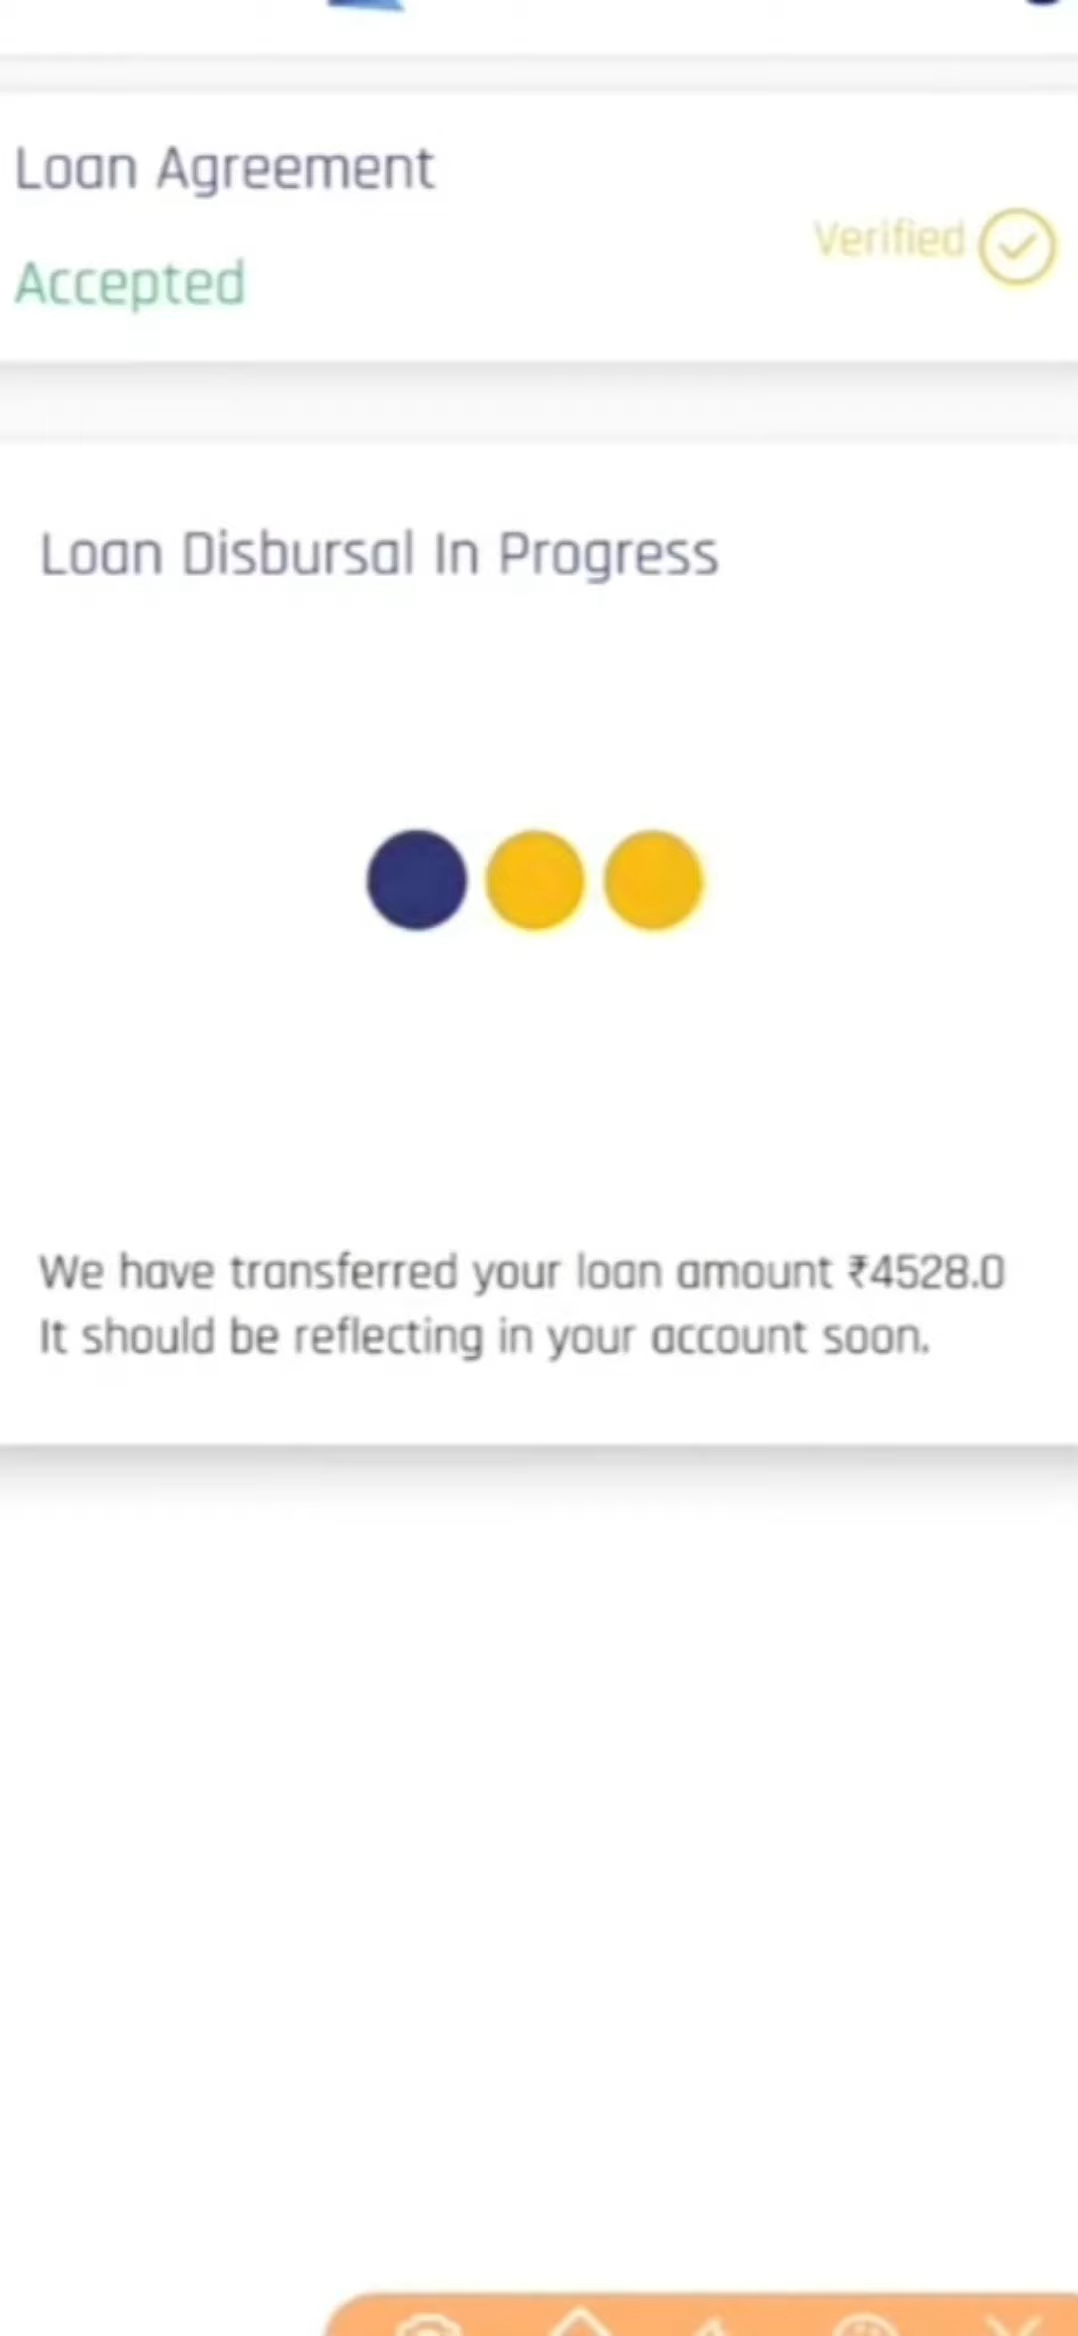 Loan Agreement
Verified
Accepted
Loan Disbursal In Progress
We have transferred your loan amount ₹4528.0
It should be reflecting in your account soon.